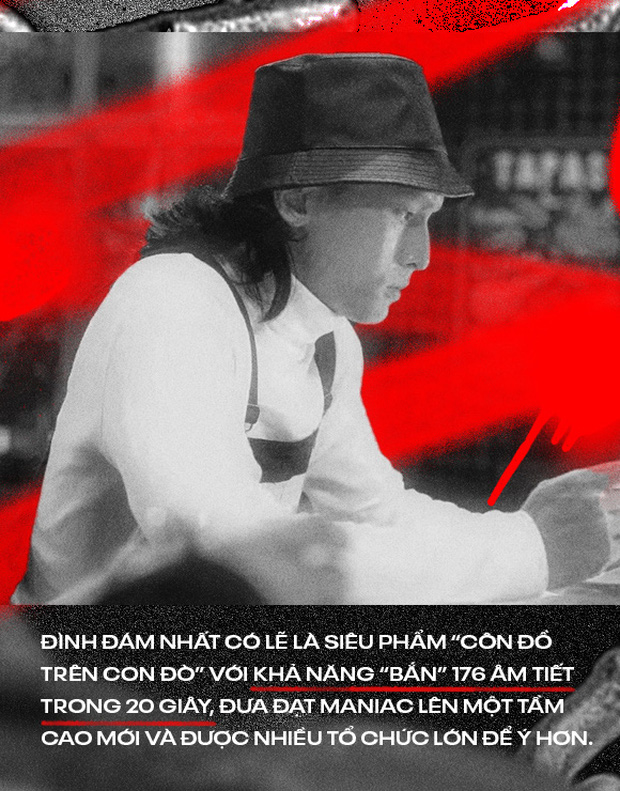 TAPAS
ĐÌNH ĐÁM NHẤT CÓ LẼ LÀ SIÊU PHẨM “CÔN ĐỒ
TRÊN CON ĐÒ” VỚI KHẢ NĂNG “BẮN” 176 ÂM TIẾT
TRONG 20 GIÂY, ĐƯA ĐẠT MANIAC LÊN MỘT TẦM
CAO MỚI VÀ ĐƯỢC NHIỀU TỔ CHỨC LỚN ĐỂ Ý HƠN.